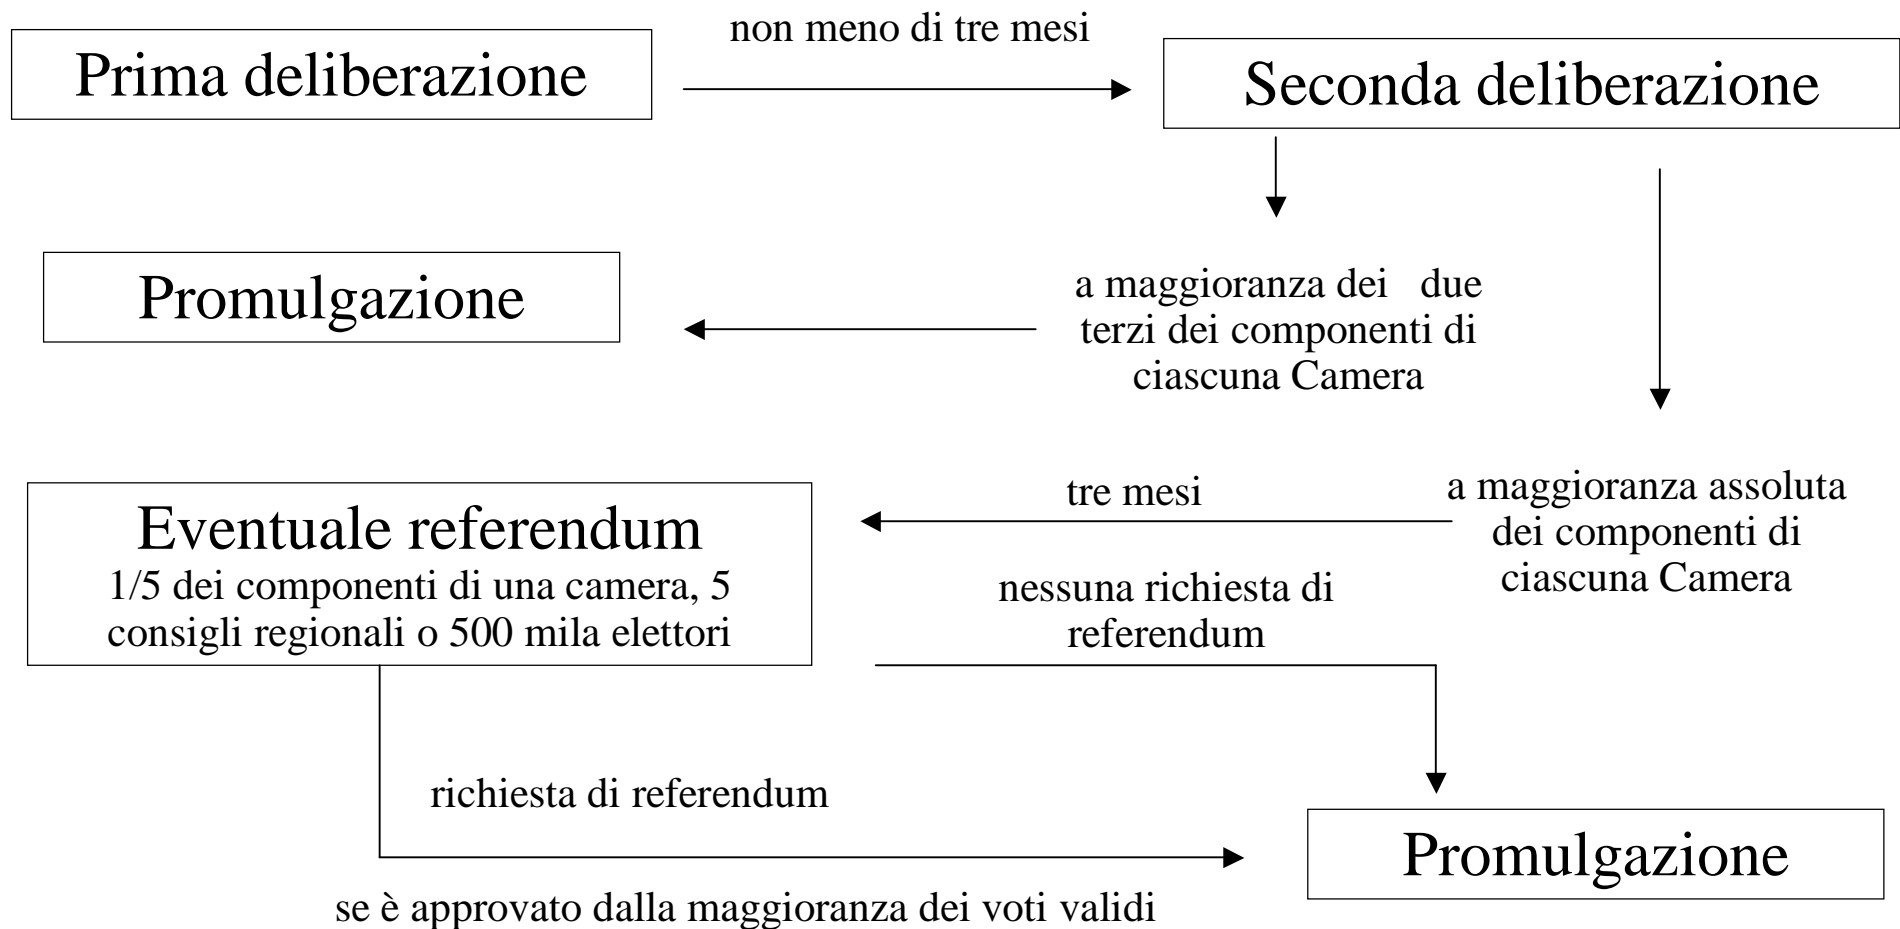 non meno di tre mesi
Prima deliberazione
Seconda deliberazione
Promulgazione
a maggioranza dei due
terzi dei componenti di
ciascuna Camera
tre mesi
a maggioranza assoluta
dei componenti di
ciascuna Camera
Eventuale referendum
1/5 dei componenti di una camera, 5
consigli regionali o 500 mila elettori
nessuna richiesta di
referendum
richiesta di referendum
Promulgazione
se è approvato dalla maggioranza dei voti validi